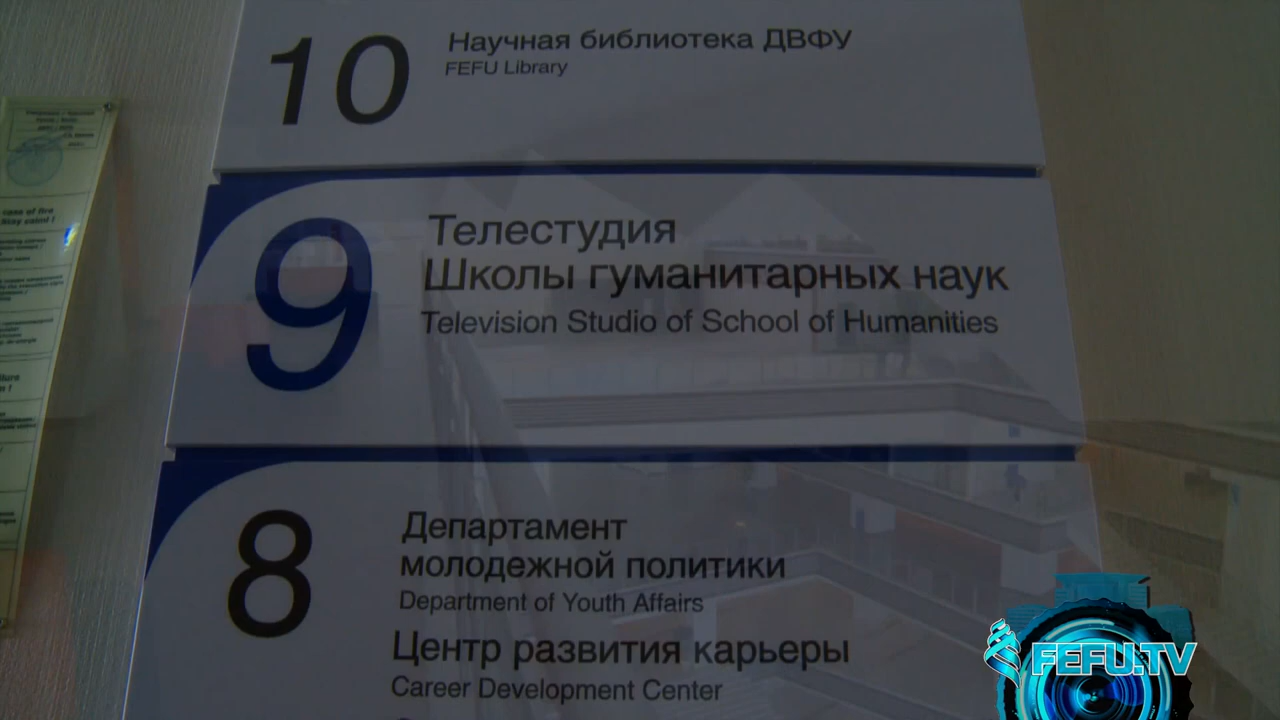 10
Научная библиотека ДВФУ
FEFU Library
9
Телестудия
Школы гуманитарных наук
Television Studio of School of Humanities
8
Департамент
молодежной политики
Department of Youth Affairs
Центр развития карьеры
Career Development Center
FEFU.TV